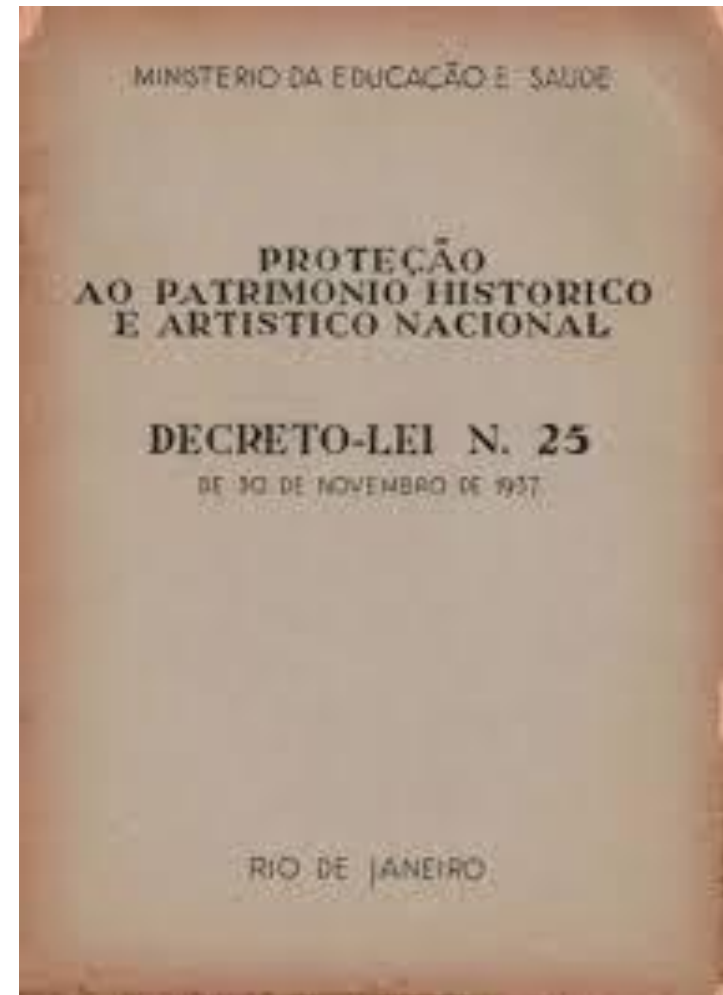 MINISTERIO DA EDUCAÇÃO E SAUDE
PROTEÇÃO
AO PATRIMONIO HISTORICO
E ARTISTICO NACIONAL
DECRETO-LEI N. 25
DE 30 DE NOVEMBRO DE 1937
RIO DE JANEIRO